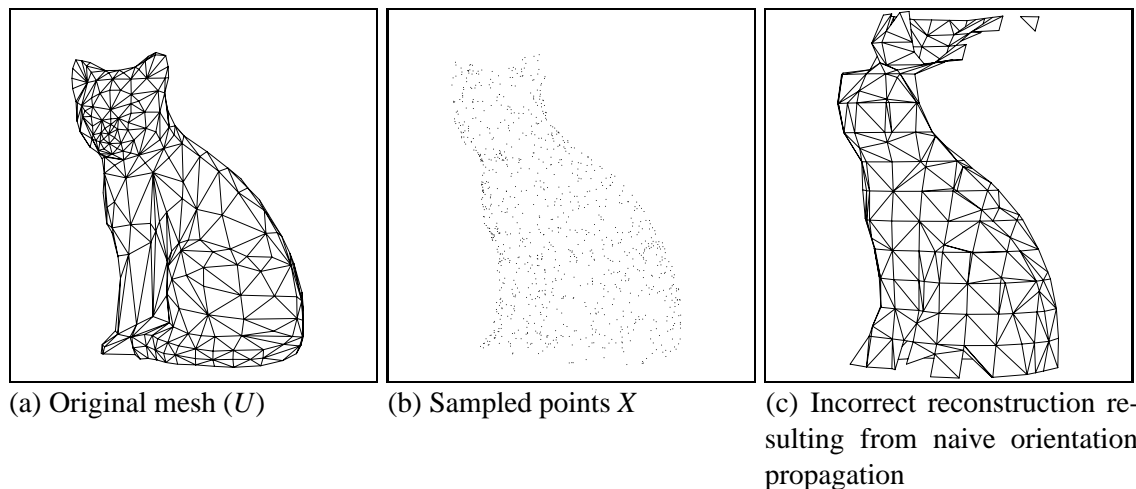 (a) Original mesh (U)
(b) Sampled points X
(c) Incorrect reconstruction re-
sulting from naive orientation
propagation